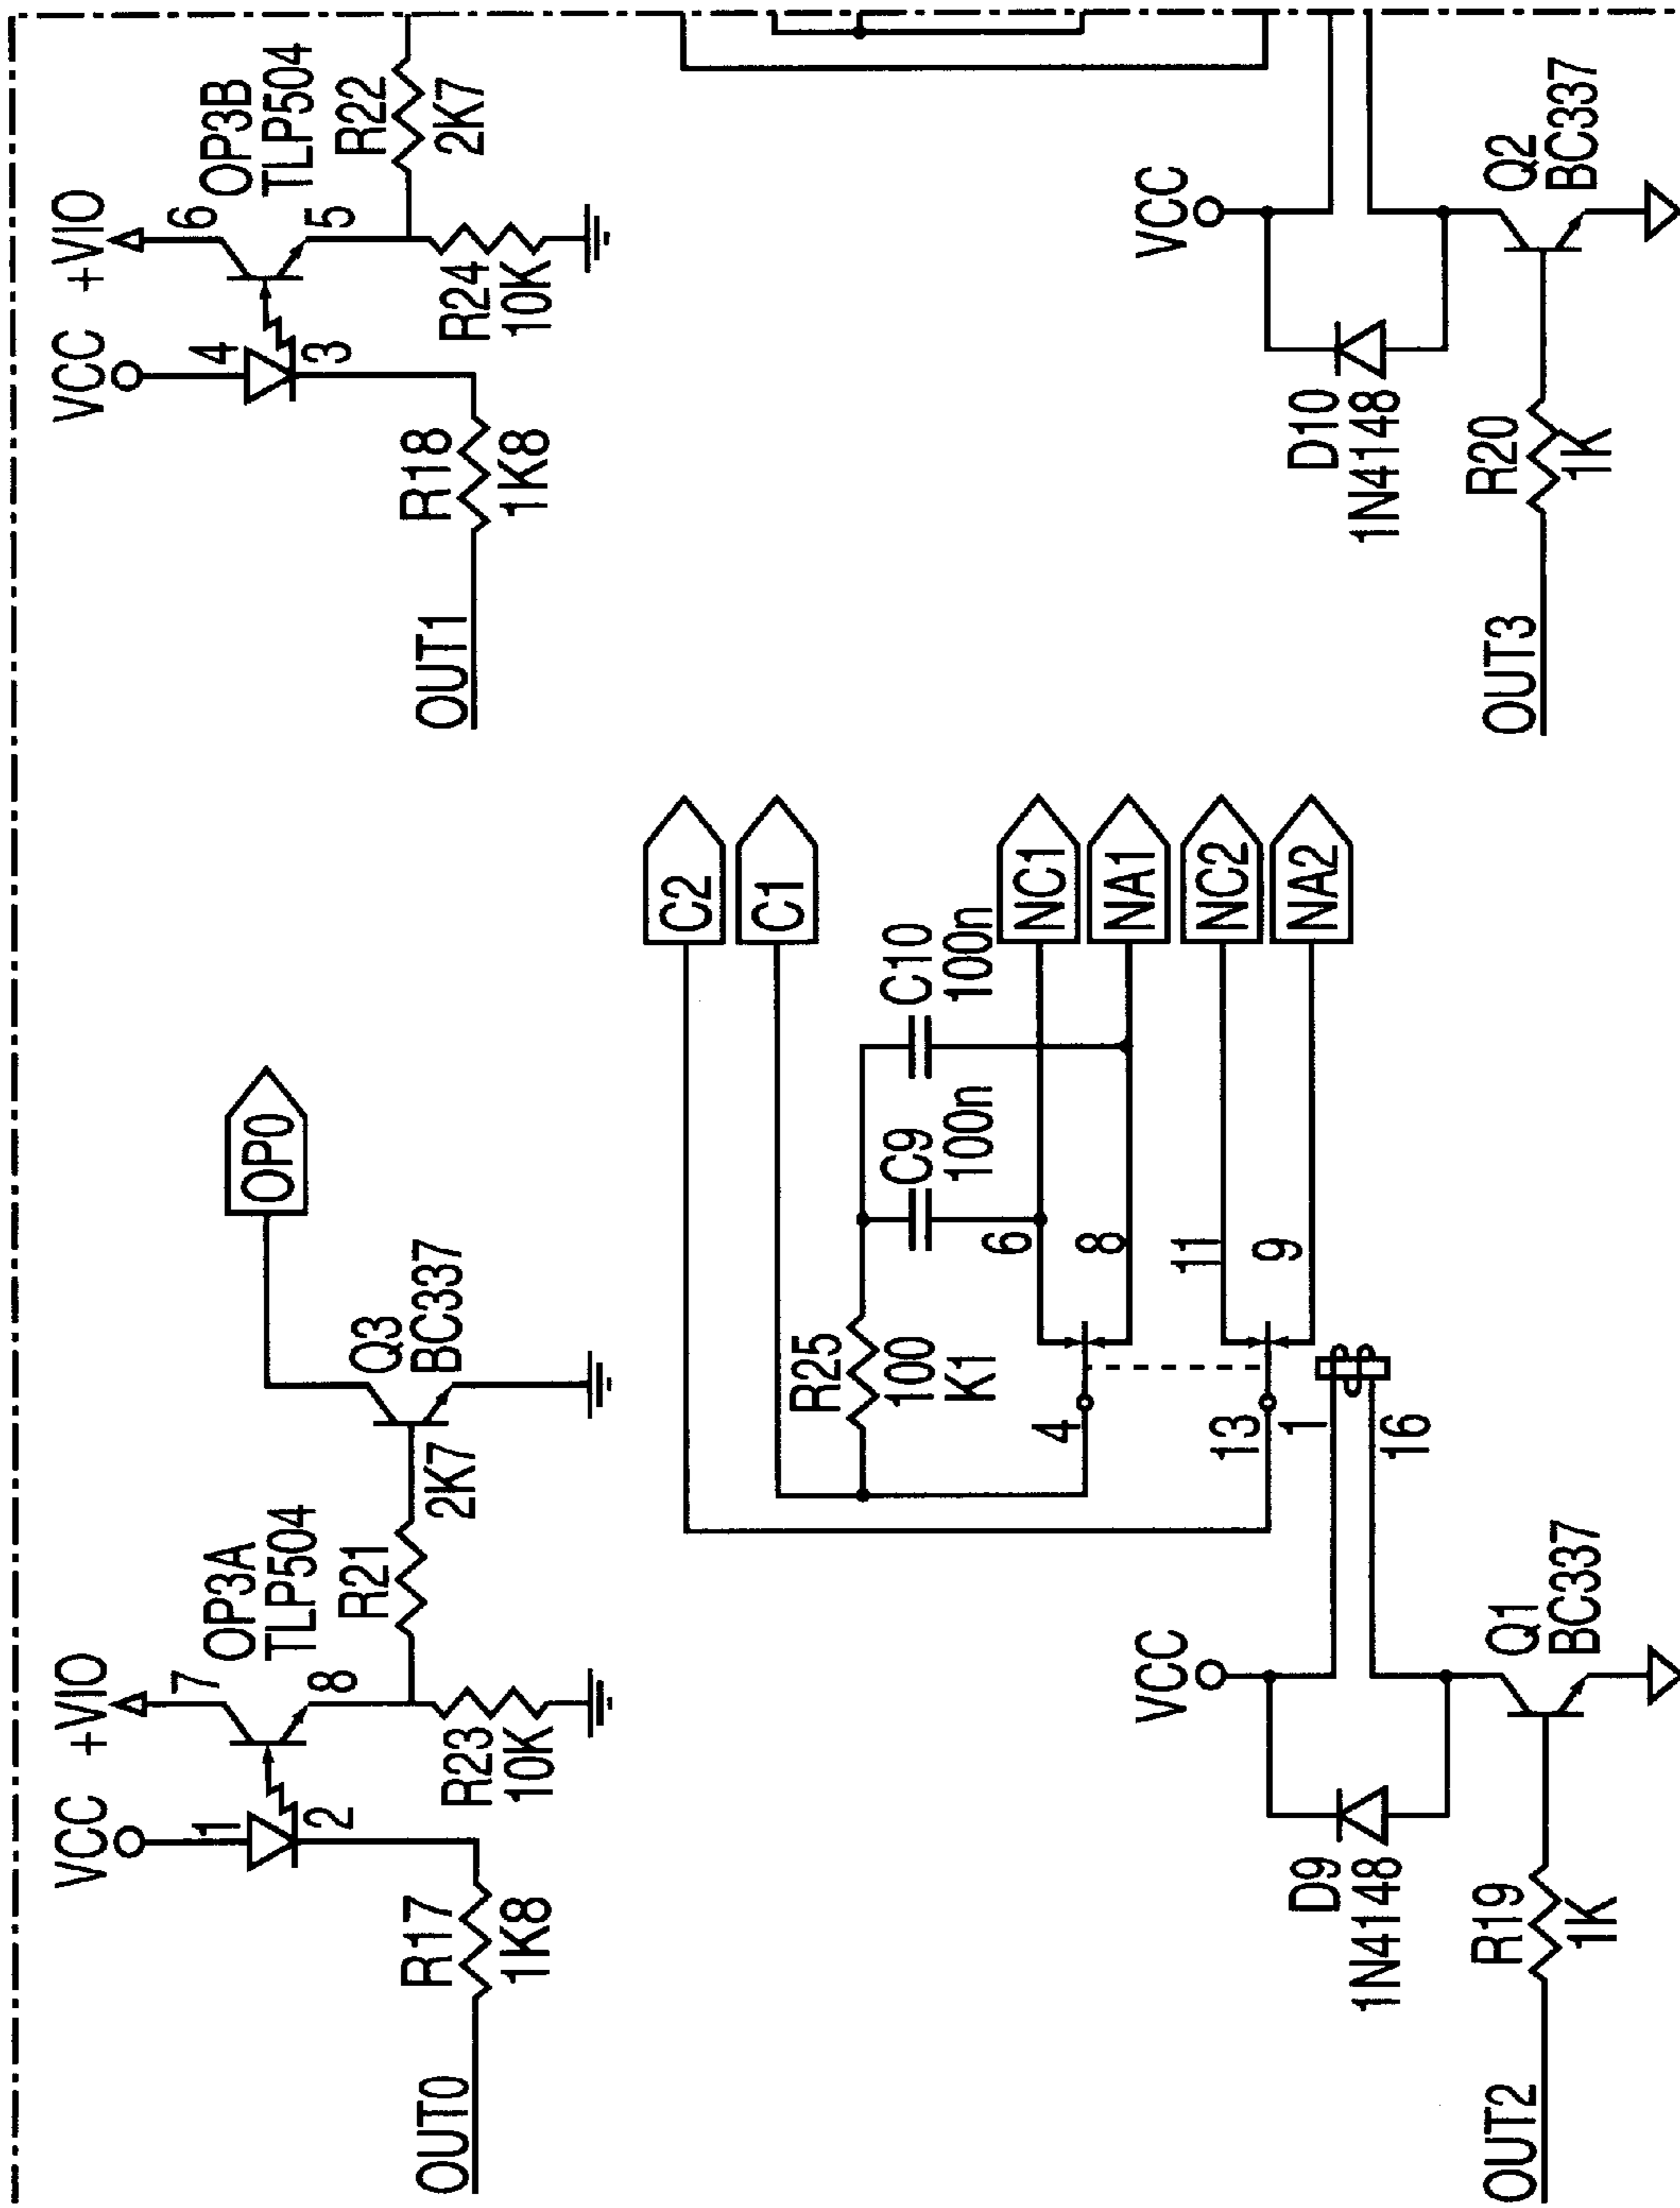 VCC
+VIO
1
2
7
8
OP3A
TLP504
R17
1K8
OUT0
R23
10K
R21
2K7
Q3
BC337
OP0
VCC
+VIO
4
3
6
5
OP3B
TLP504
R18
1K8
OUT1
R24
10K
R22
2K7
C2
C1
R25
100
K1
C9
100n
C10
100n
4
6
8
NC1
NA1
13
11
9
NC2
NA2
1
16
VCC
D9
1N4148
R19
1K
OUT2
Q1
BC337
VCC
D10
1N4148
R20
1K
OUT3
Q2
BC337